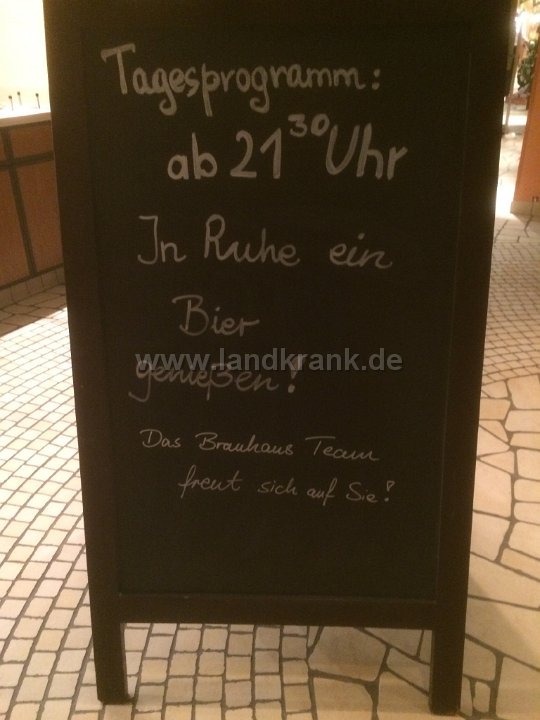 Tagesprogramm:
ab 21 30 Uhr
In Ruhe ein
Bier
www.landkrank.de
genießen!
Das Brauhaus Team
freut sich auf Sie!